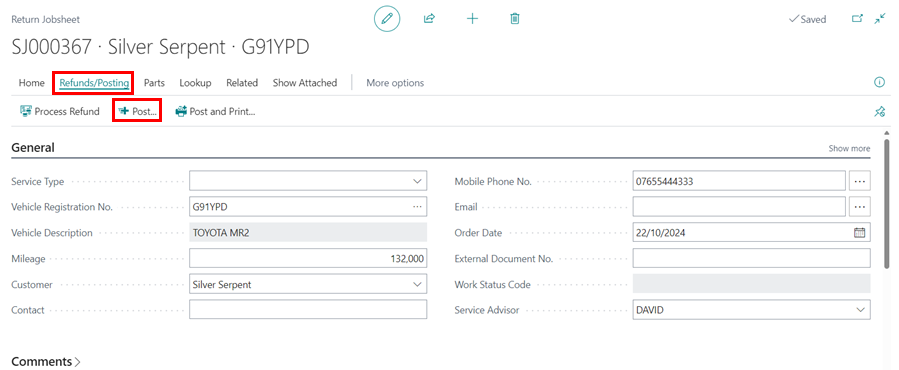 Return Jobsheet
Saved
SJ000367 · Silver Serpent · G91YPD
Home Refunds/Posting Parts Lookup Related Show Attached More options
Process Refund Post... Post and Print...
General Show more
Service Type Mobile Phone No. 07655444333
Vehicle Registration No. G91YPD Email
Vehicle Description TOYOTA MR2 Order Date 22/10/2024
Mileage 132,000 External Document No.
Customer Silver Serpent Work Status Code
Contact Service Advisor DAVID
Comments